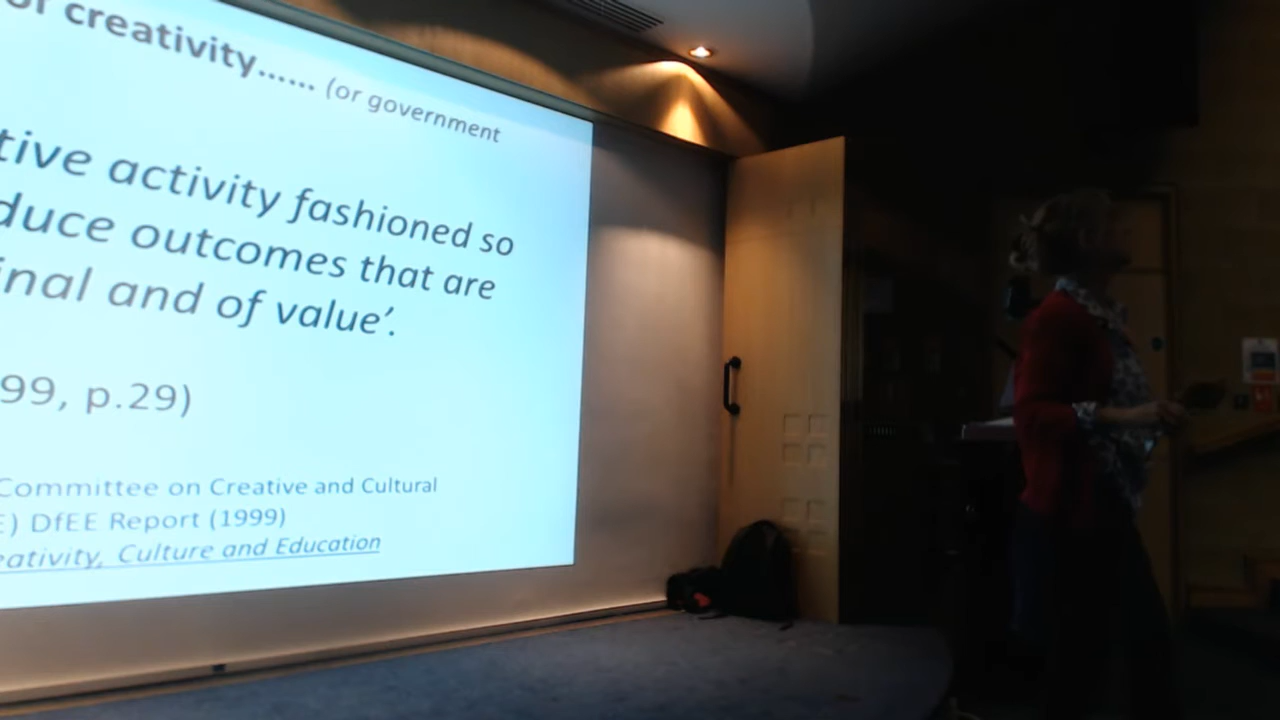 of creativity...... (or government
tive activity fashioned so
duce outcomes that are
inal and of value’.
99, p.29)
Committee on Creative and Cultural
E) DfEE Report (1999)
eativity, Culture and Education